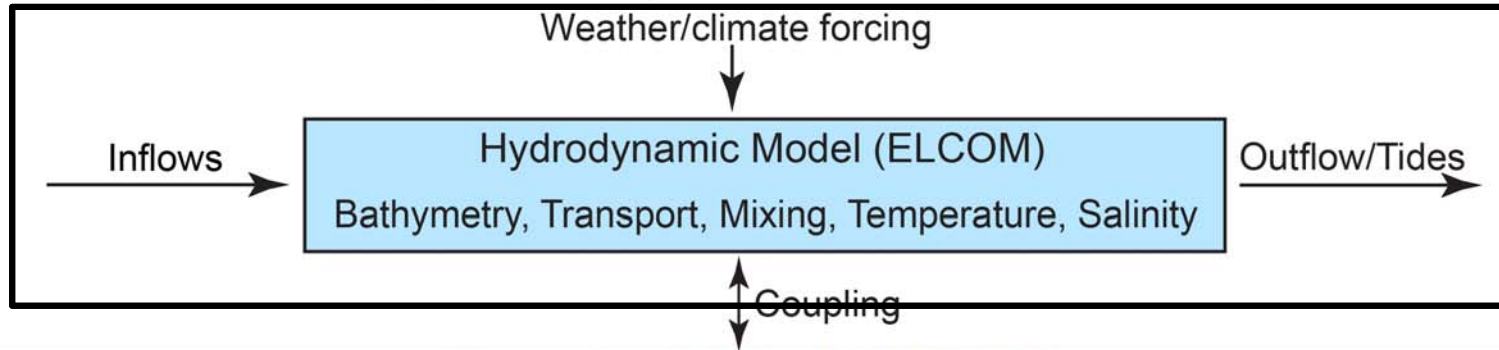 Weather/climate forcing
Inflows
Hydrodynamic Model (ELCOM)
Bathymetry, Transport, Mixing, Temperature, Salinity
Outflow/Tides
Coupling